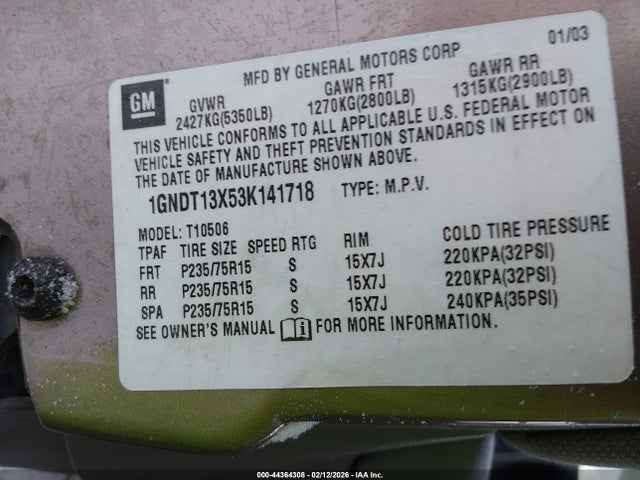 01/03
MFD BY GENERAL MOTORS CORP
GM
GVWR GAWR FRT GAWR RR
2427KG(5350LB) 1270KG(2800LB) 1315KG(2900LB)
THIS VEHICLE CONFORMS TO ALL APPLICABLE U.S. FEDERAL MOTOR
VEHICLE SAFETY AND THEFT PREVENTION STANDARDS IN EFFECT ON
THE DATE OF MANUFACTURE SHOWN ABOVE.
1GNDT13X53K141718 TYPE: M.P.V.
MODEL: T10506
TPAF TIRE SIZE SPEED RTG RIM COLD TIRE PRESSURE
FRT P235/75R15 S 15X7J 220KPA(32PSI)
RR P235/75R15 S 15X7J 220KPA(32PSI)
SPA P235/75R15 S 15X7J 240KPA(35PSI)
SEE OWNER'S MANUAL FOR MORE INFORMATION.
000-44364308 - 02/12/2026 - IAA Inc.